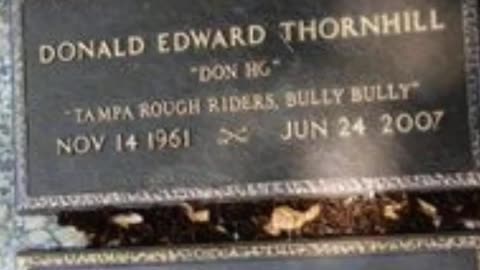 DONALD EDWARD THORNHILL
"DON HG"
"TAMPA ROUGH RIDERS, BULLY BULLY"
NOV 14 1961 JUN 24 2007